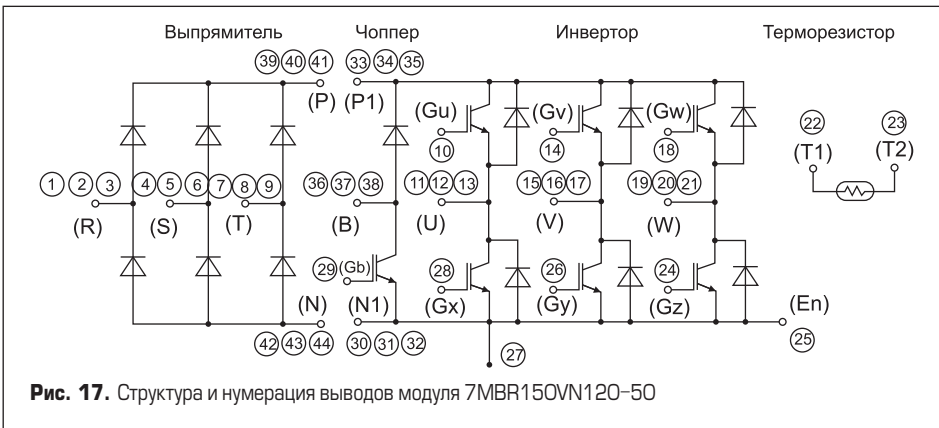 Выпрямитель Чоппер Инвертор Терморезистор
39 40 41 33 34 35
(P) (P1) (Gu) (Gv) (Gw)
10 14 18 22 23
(T1) (T2)
1 2 3 4 5 6 7 8 9 36 37 38 11 12 13 15 16 17 19 20 21
(R) (S) (T) (B) (U) (V) (W)
29 (Gb) 28 26 24
(N) (N1) (Gx) (Gy) (Gz) (En)
42 43 44 30 31 32 27 25
Рис. 17. Структура и нумерация выводов модуля 7MBR150VN120–50